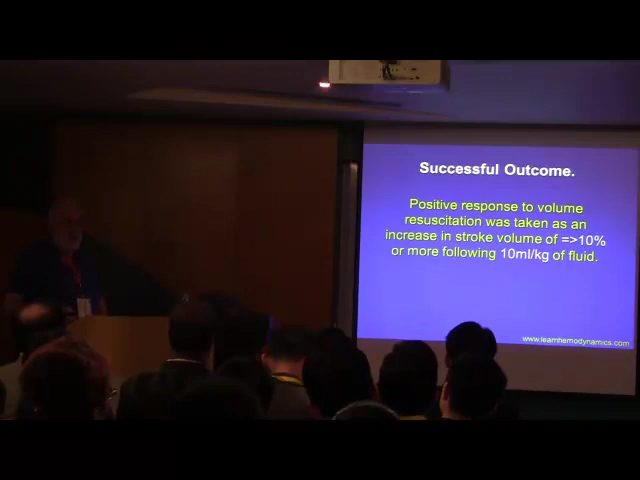 Successful Outcome.
Positive response to volume
resuscitation was taken as an
increase in stroke volume of =>10%
or more following 10ml/kg of fluid.
www.learnhemodynamics.com